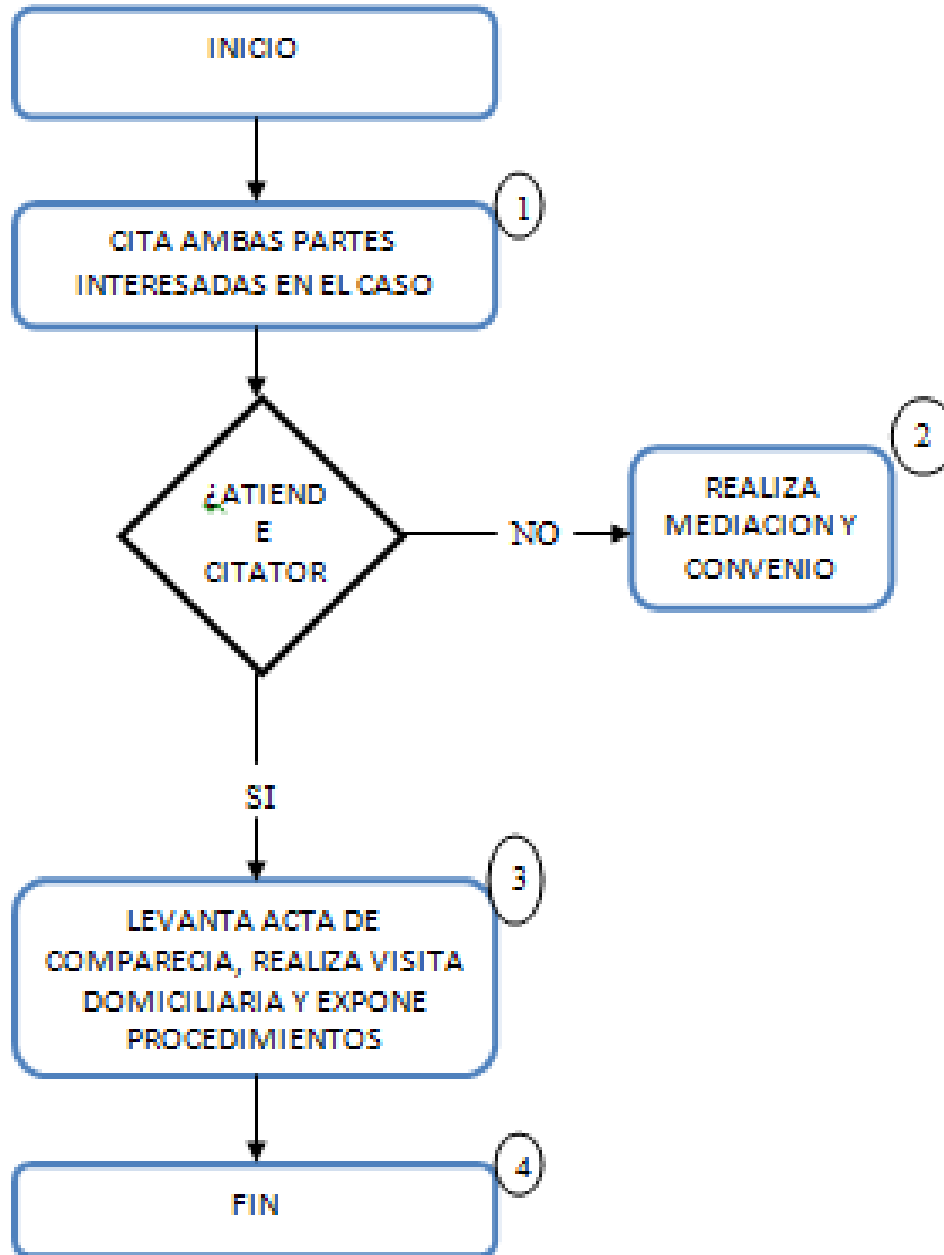 INICIO
1
CITA AMBAS PARTES
INTERESADAS EN EL CASO
¿ATIEND
E
CITATOR
NO
2
REALIZA
MEDIACION Y
CONVENIO
SI
3
LEVANTA ACTA DE
COMPARECIA, REALIZA VISITA
DOMICILIARIA Y EXPONE
PROCEDIMIENTOS
4
FIN